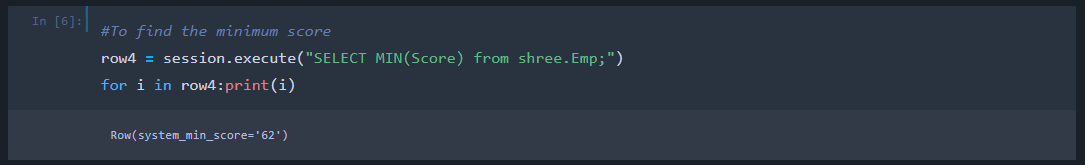 In [6]:
#To find the minimum score
row4 = session.execute("SELECT MIN(Score) from shree.Emp;")
for i in row4:print(i)
Row(system_min_score='62')